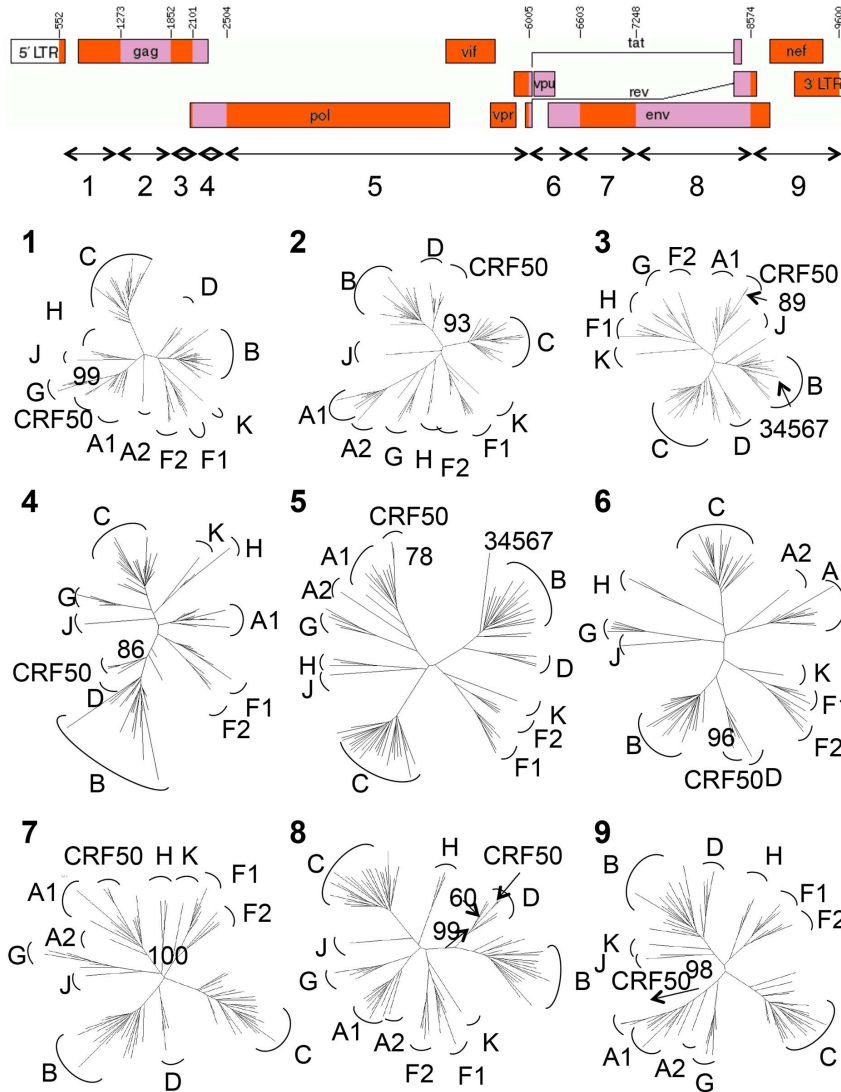 552 1273 1852 2101 2504 6005 6603 7248 8574 9600
5′ LTR gag vif tat nef
vpu rev 3′ LTR
pol vpr env
1 2 3 4 5 6 7 8 9
1
C
D
H
B
J
99
G
CRF50
A1 A2 F2 F1 K
2
D
CRF50
B
93
J
C
A1
A2 G H F2 F1 K
3
G F2 A1
CRF50
H
89
F1
J
K
B
34567
C D
4
C
K
H
G
J
A1
86
CRF50
D
F1
F2
B
5
CRF50
78
34567
A1
A2
B
G
H
J
D
K
F2
F1
C
6
C
A2
A
H
G
J
K
F1
F2
B
96
CRF50 D
7
CRF50 H K
F1
A1
F2
A2
G
100
J
B D C
8
H
CRF50
C
60
D
99
J
G
B
A1
A2
F2 F1 K
9
D
H
B
F1
F2
K
J
98
CRF50
A1
A2
G
C